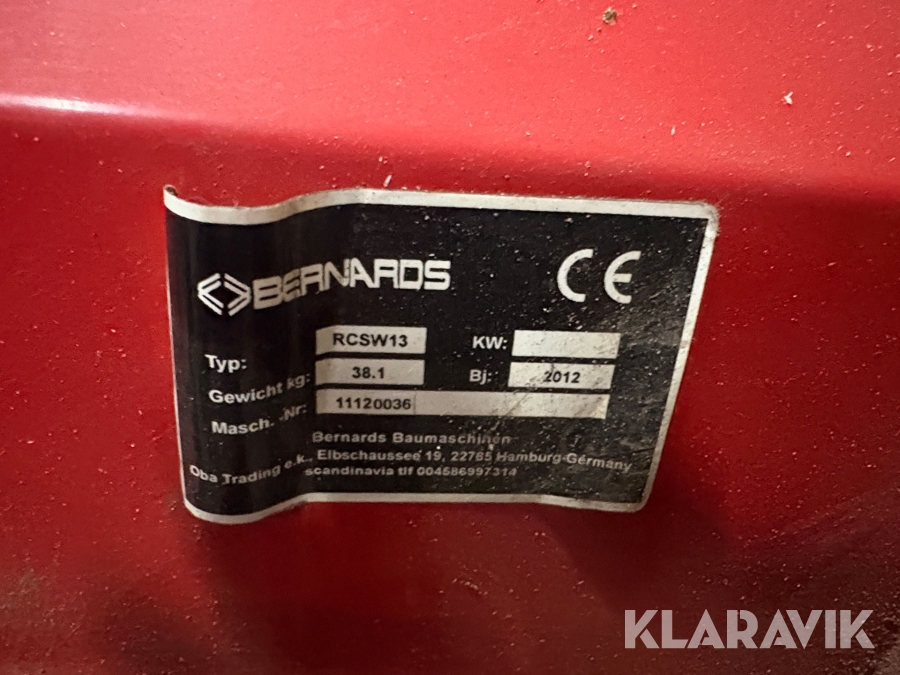 BERNARDS CE
Typ: RCSW13 KW:
Gewicht kg: 38.1 Bj: 2012
Masch. -Nr: 11120036
Bernards Baumaschinen
Oba Trading e.k., Elbschaussee 19, 22765 Hamburg-Germany
scandinavia tlf 004586997314
KLARAVIK